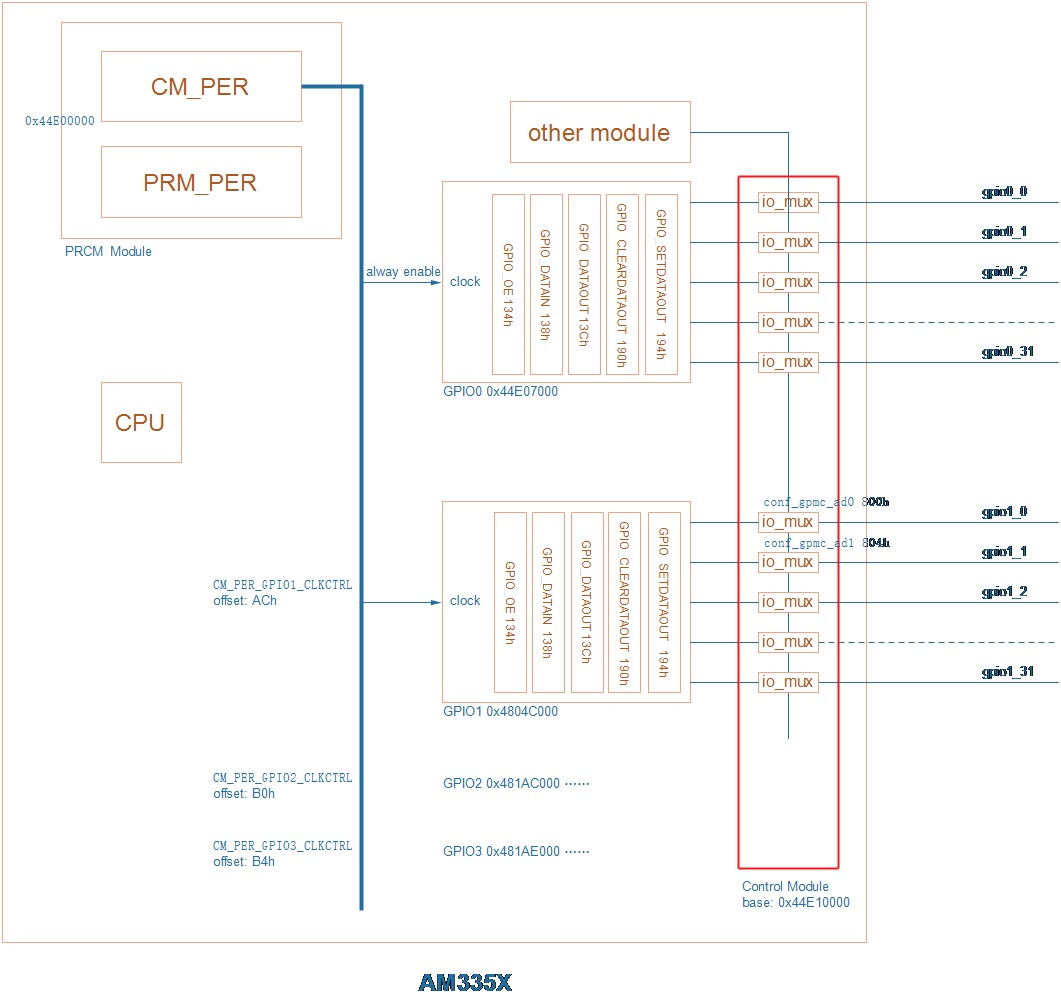 CM_PER
0x44E00000
PRM_PER
PRCM Module
other module
io_mux
gpio0_0
io_mux
gpio0_1
alway enable
clock
GPIO_OE 134h
GPIO_DATAIN 138h
GPIO_DATAOUT 13Ch
GPIO_CLEARDATAOUT 190h
GPIO_SETDATAOUT 194h
io_mux
gpio0_2
io_mux
io_mux
gpio0_31
GPIO0 0x44E07000
CPU
conf_gpmc_ad0 800h
io_mux
gpio1_0
conf_gpmc_ad1 804h
io_mux
gpio1_1
CM_PER_GPIO1_CLKCTRL
offset: ACh
clock
GPIO_OE 134h
GPIO_DATAIN 138h
GPIO_DATAOUT 13Ch
GPIO_CLEARDATAOUT 190h
GPIO_SETDATAOUT 194h
io_mux
gpio1_2
io_mux
io_mux
gpio1_31
GPIO1 0x4804C000
CM_PER_GPIO2_CLKCTRL
offset: B0h
GPIO2 0x481AC000 ······
CM_PER_GPIO3_CLKCTRL
offset: B4h
GPIO3 0x481AE000 ······
Control Module
base: 0x44E10000
AM335X